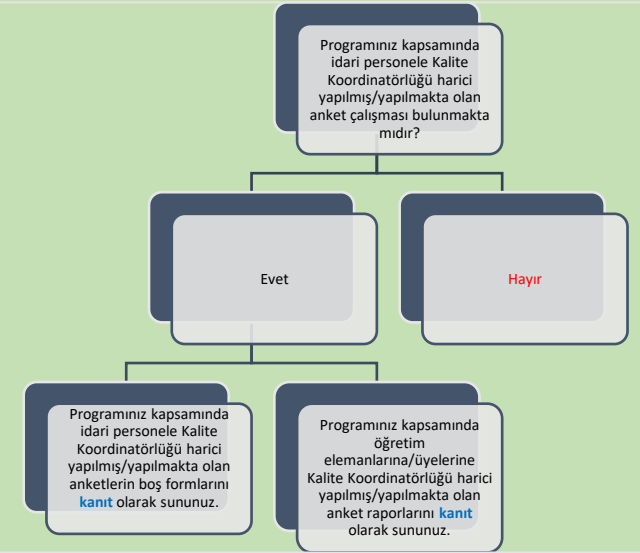 Programınız kapsamında
idari personele Kalite
Koordinatörlüğü harici
yapılmış/yapılmakta olan
anket çalışması bulunmakta
mıdır?
Evet
Hayır
Programınız kapsamında
idari personele Kalite
Koordinatörlüğü harici
yapılmış/yapılmakta olan
anketlerin boş formlarını
kanıt olarak sununuz.
Programınız kapsamında
öğretim
elemanlarına/üyelerine
Kalite Koordinatörlüğü harici
yapılmış/yapılmakta olan
anket raporlarını kanıt
olarak sununuz.